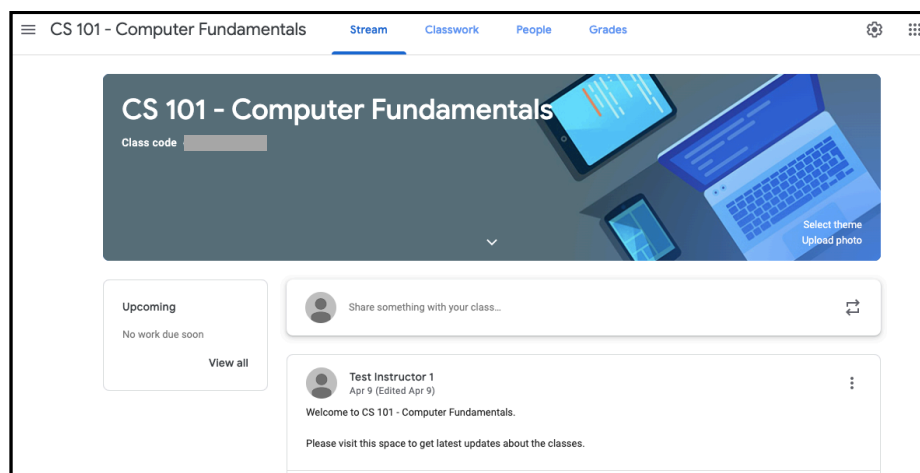 CS 101 - Computer Fundamentals
Stream
Classwork
People
Grades
CS 101 - Computer Fundamentals
Class code
Select theme
Upload photo
Upcoming
No work due soon
View all
Share something with your class...
Test Instructor 1
Apr 9 (Edited Apr 9)
Welcome to CS 101 - Computer Fundamentals.
Please visit this space to get latest updates about the classes.